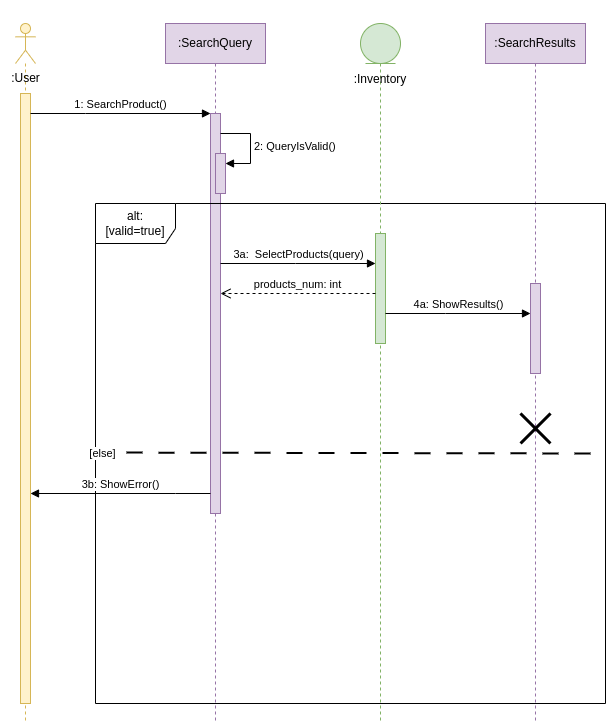 :User
:SearchQuery
:Inventory
:SearchResults
1: SearchProduct()
2: QueryIsValid()
alt:
[valid=true]
3a:  SelectProducts(query)
products_num: int
4a: ShowResults()
[else]
3b: ShowError()